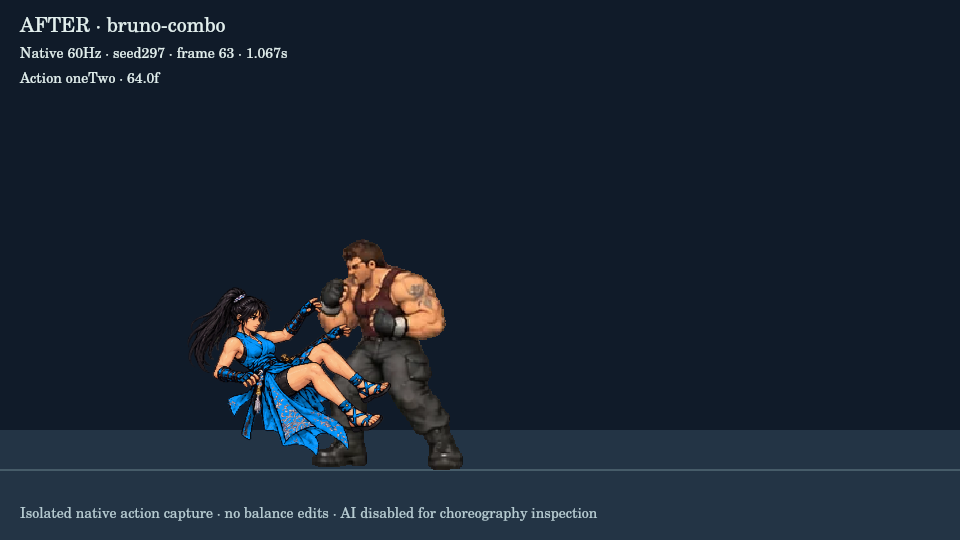 AFTER · bruno-combo
Native 60Hz · seed297 · frame 63 · 1.067s
Action oneTwo · 64.0f
Isolated native action capture · no balance edits · AI disabled for choreography inspection